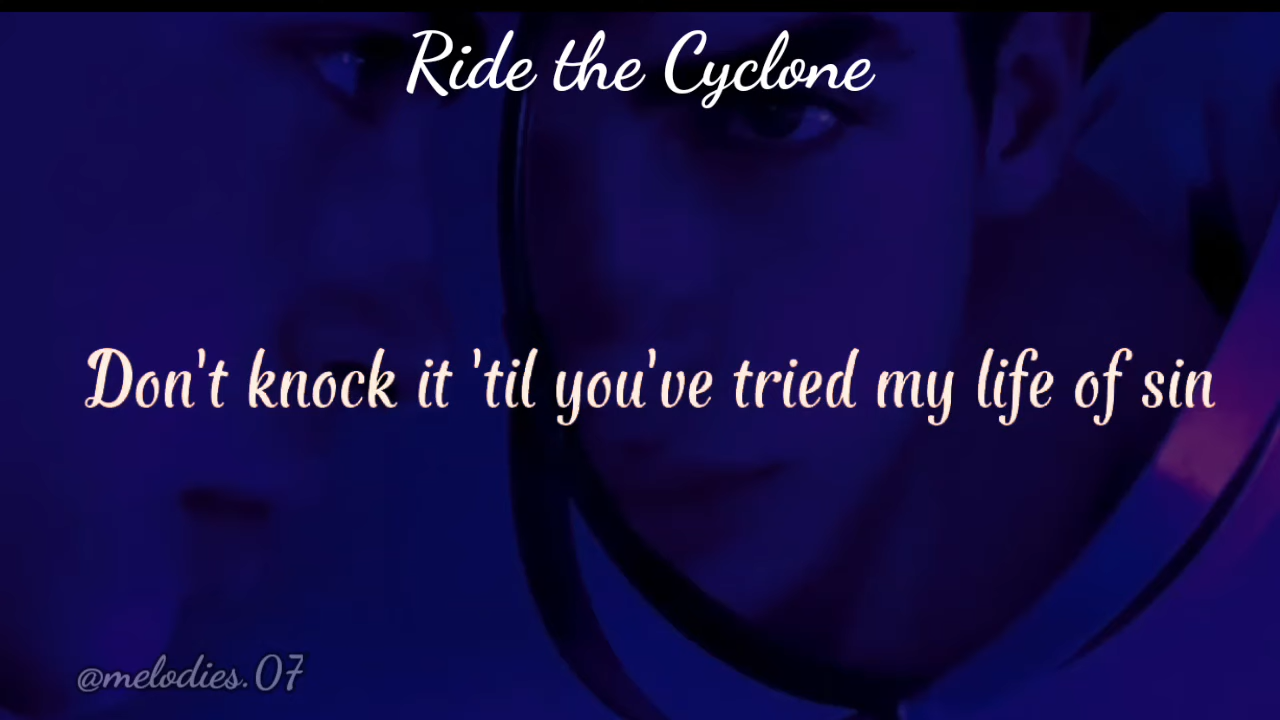 Ride the Cyclone
Don't knock it 'til you've tried my life of sin
@melodies.07